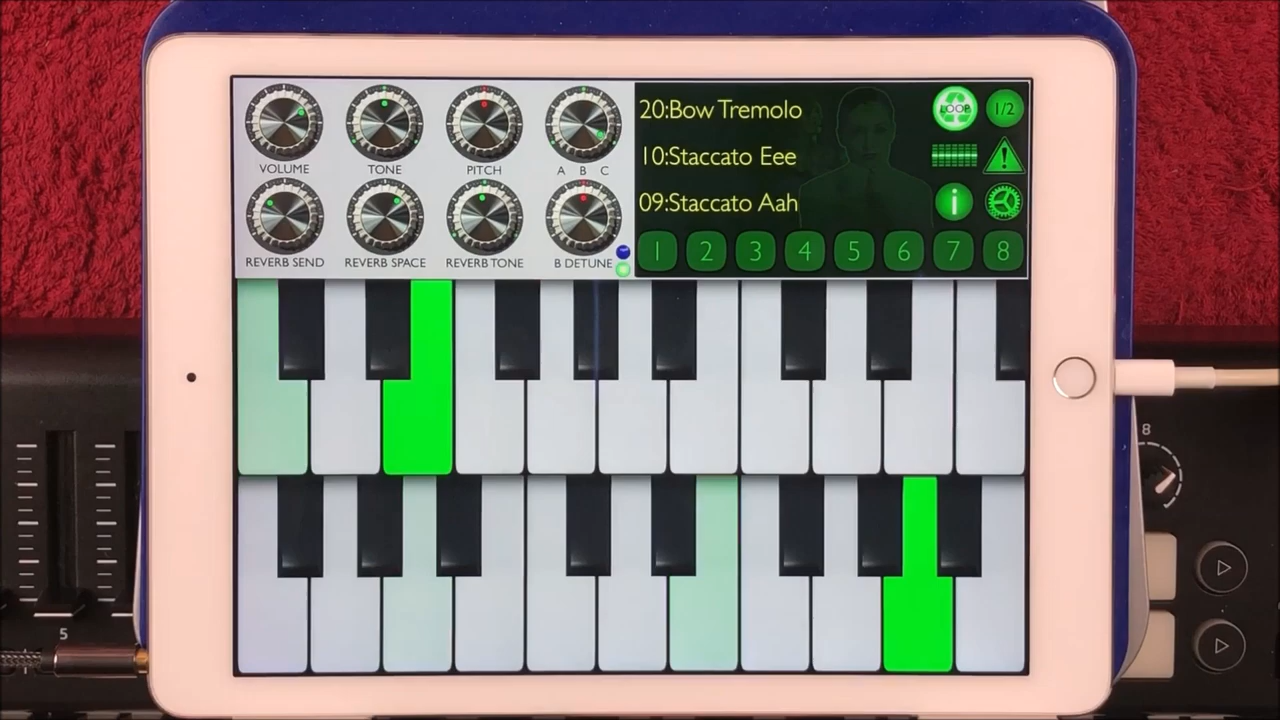 VOLUME TONE PITCH A B C
REVERB SEND REVERB SPACE REVERB TONE B DETUNE
20:Bow Tremolo
LOOP 1/2
10:Staccato Eee
09:Staccato Aah
i
1 2 3 4 5 6 7 8
8
5